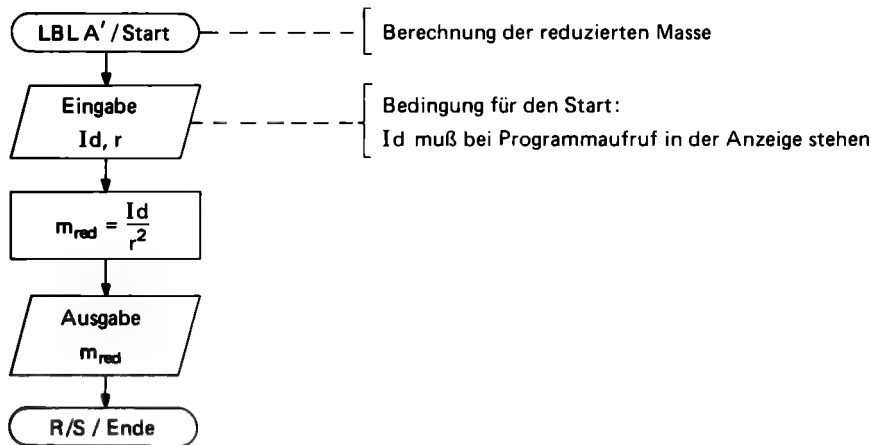 LBL A′ / Start
Berechnung der reduzierten Masse
Eingabe
Id, r
Bedingung für den Start:
Id muß bei Programmaufruf in der Anzeige stehen
m_red = Id / r²
Ausgabe
m_red
R/S / Ende